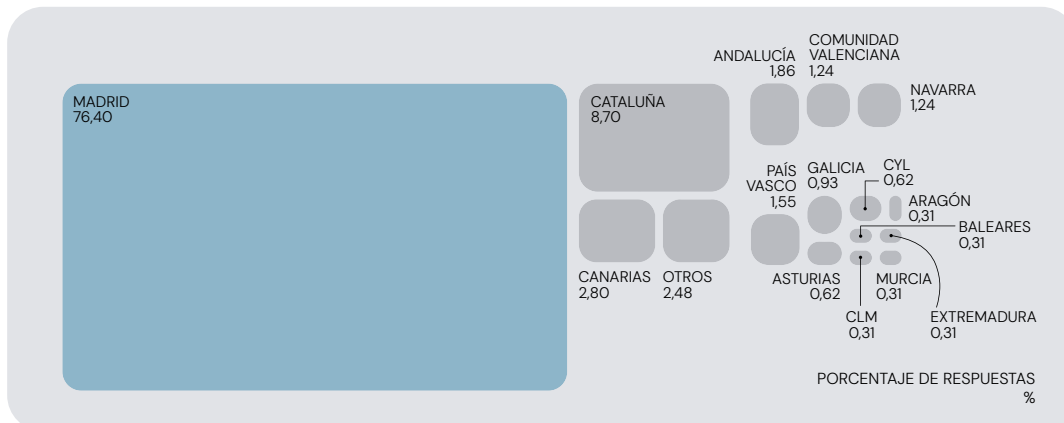 MADRID
76,40
CATALUÑA
8,70
CANARIAS
2,80
OTROS
2,48
ANDALUCÍA
1,86
COMUNIDAD
VALENCIANA
1,24
NAVARRA
1,24
PAÍS
VASCO
1,55
GALICIA
0,93
CYL
0,62
ARAGÓN
0,31
BALEARES
0,31
ASTURIAS
0,62
MURCIA
0,31
CLM
0,31
EXTREMADURA
0,31
PORCENTAJE DE RESPUESTAS
%